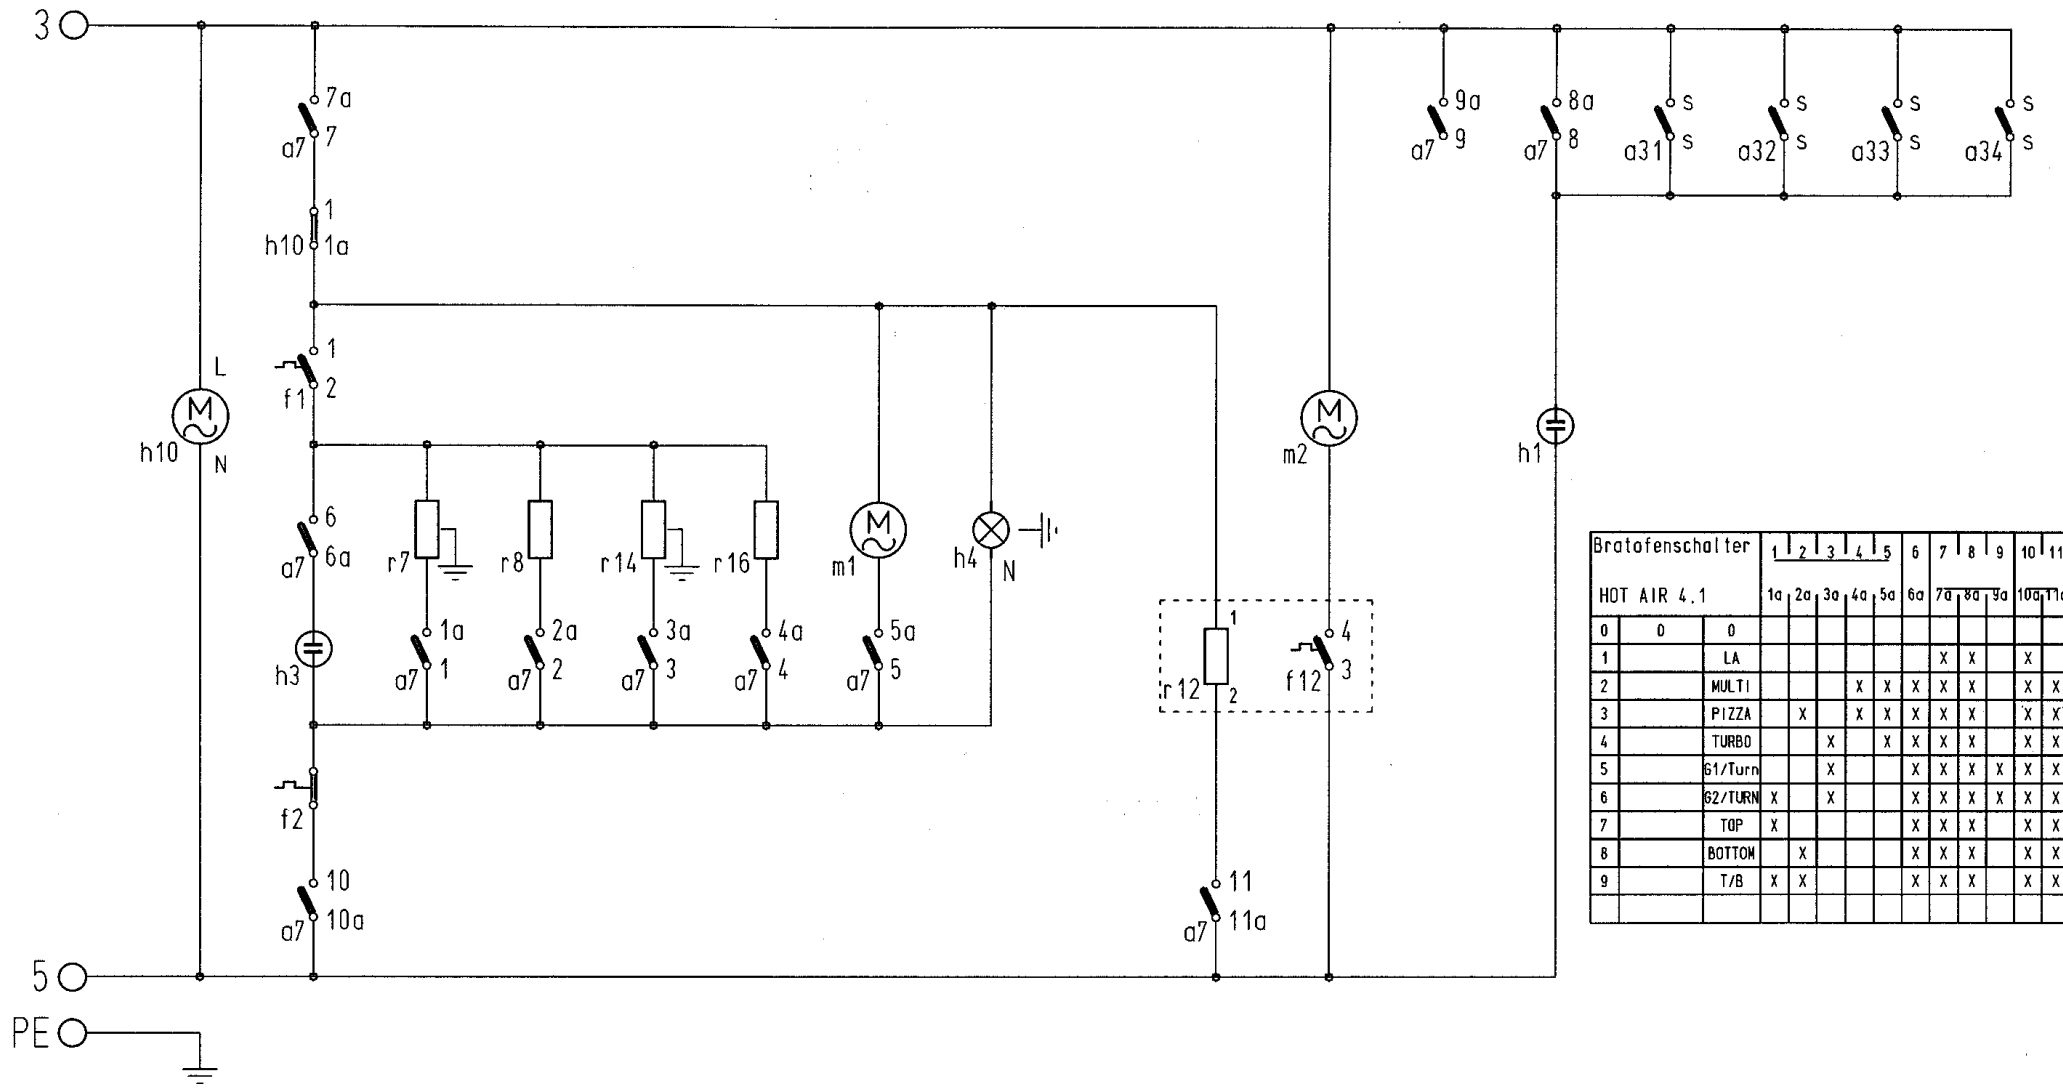 3
7a
7
a7
1
1a
h10
9a
9
a7
8a
8
a7
S
S
a31
S
S
a32
S
S
a33
S
S
a34
L
M
N
h10
1
2
f1
M
m2
h1
6
6a
a7
r7
r8
r14
r16
M
m1
h4
N
h3
1a
1
a7
2a
2
a7
3a
3
a7
4a
4
a7
5a
5
a7
1
2
r12
4
3
f12
f2
10
10a
a7
11
11a
a7
5
PE
Bratofenschalter 1 2 3 4 5 6 7 8 9 10 11
HOT AIR 4.1 1a 2a 3a 4a 5a 6a 7a 8a 9a 10a 11a
0 0 0
1 LA X X X
2 MULTI X X X X X X X
3 PIZZA X X X X X X X X
4 TURBO X X X X X X X
5 G1/Turn X X X X X X X
6 G2/TURN X X X X X X X X
7 TOP X X X X X X
8 BOTTOM X X X X X X
9 T/B X X X X X X X